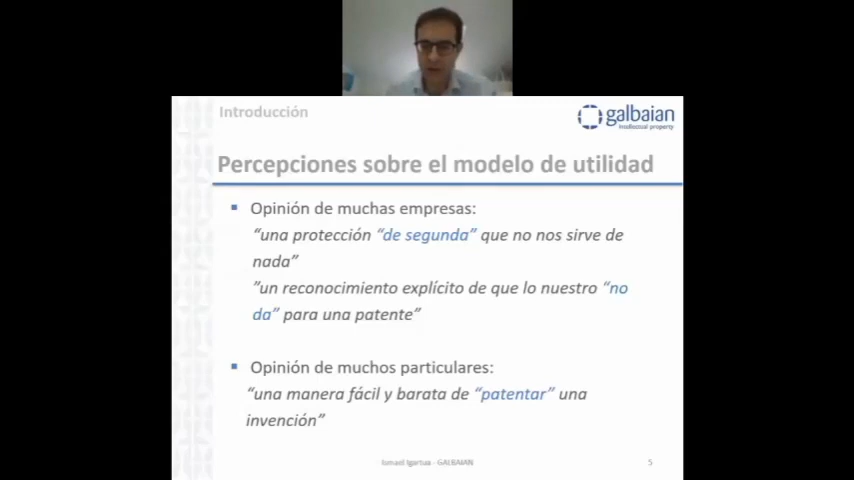 Introducción
galbaian
intellectual property
Percepciones sobre el modelo de utilidad
▪ Opinión de muchas empresas:
“una protección “de segunda” que no nos sirve de
nada”
”un reconocimiento explícito de que lo nuestro “no
da” para una patente”
▪ Opinión de muchos particulares:
“una manera fácil y barata de “patentar” una
invención”
Ismael Igartua - GALBAIAN
5